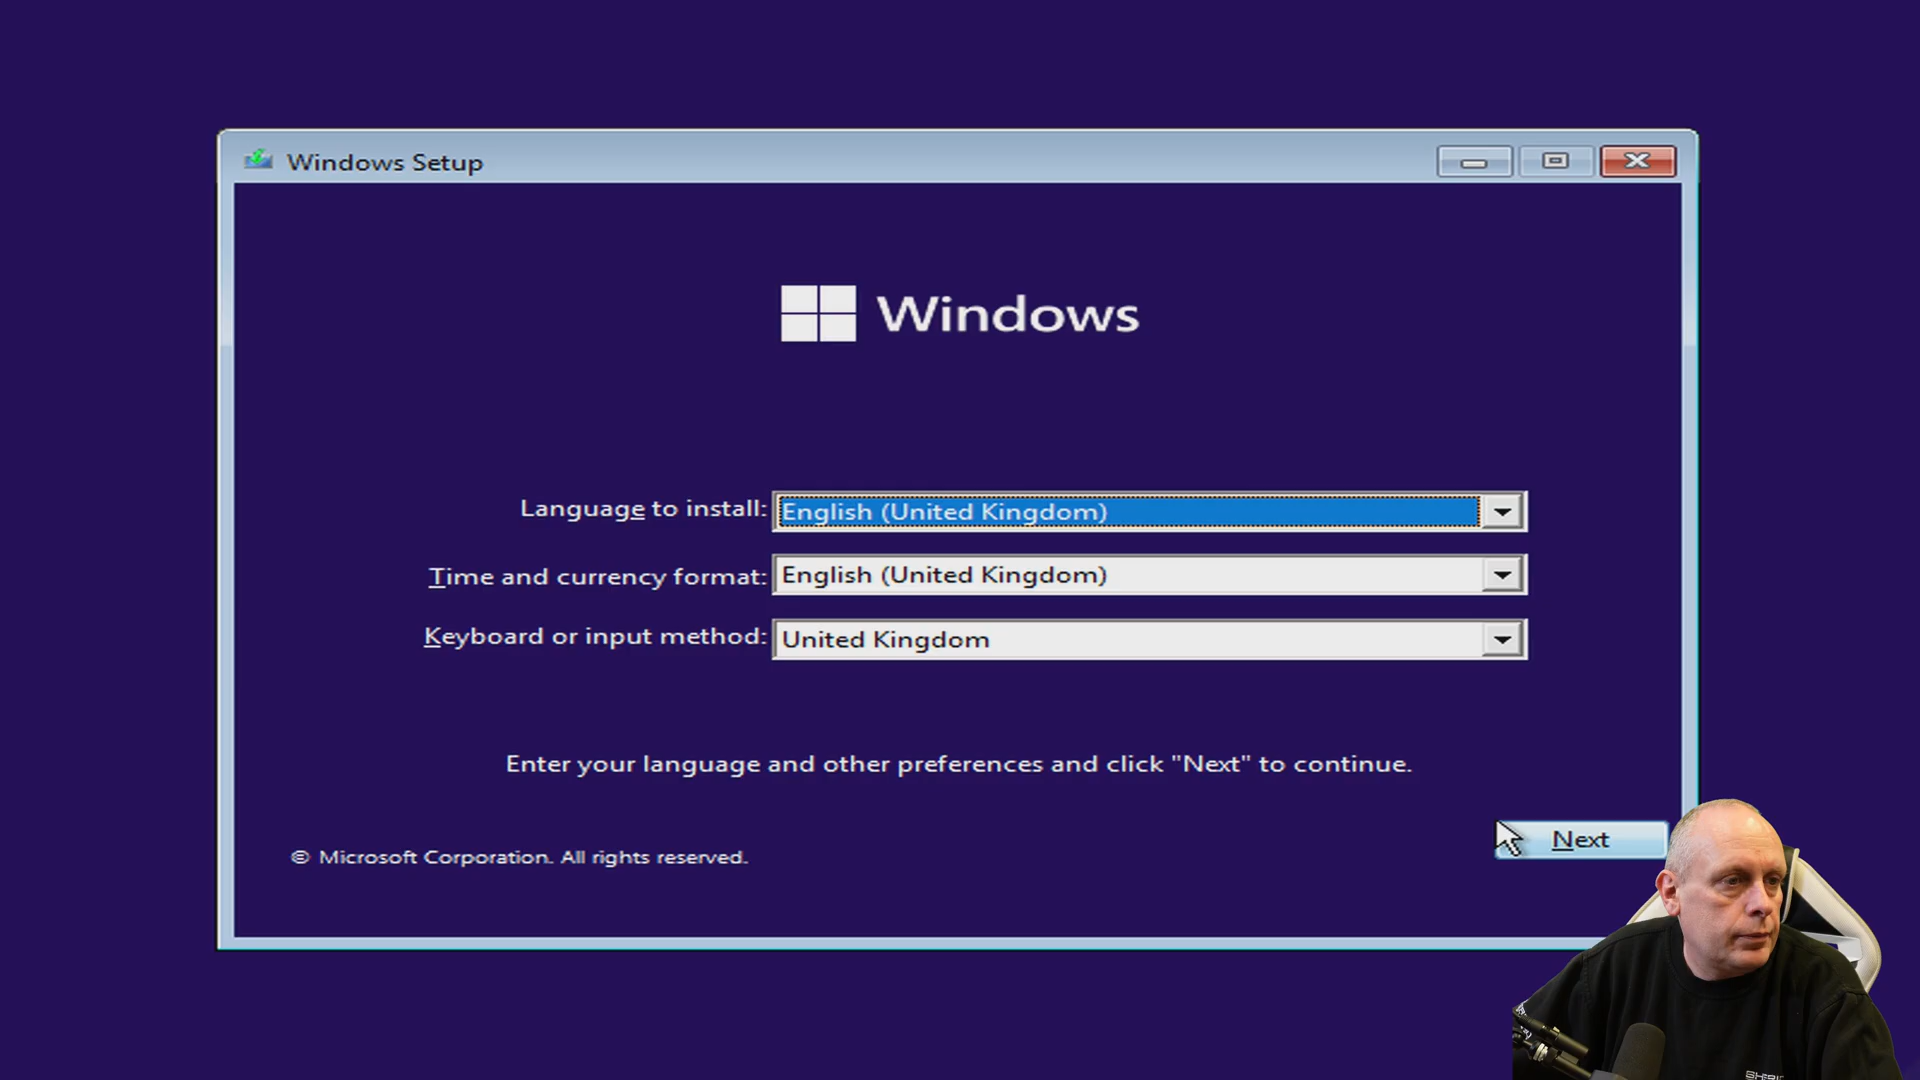 Windows Setup
Windows
Language to install: English (United Kingdom)
Time and currency format: English (United Kingdom)
Keyboard or input method: United Kingdom
Enter your language and other preferences and click "Next" to continue.
Next
© Microsoft Corporation. All rights reserved.